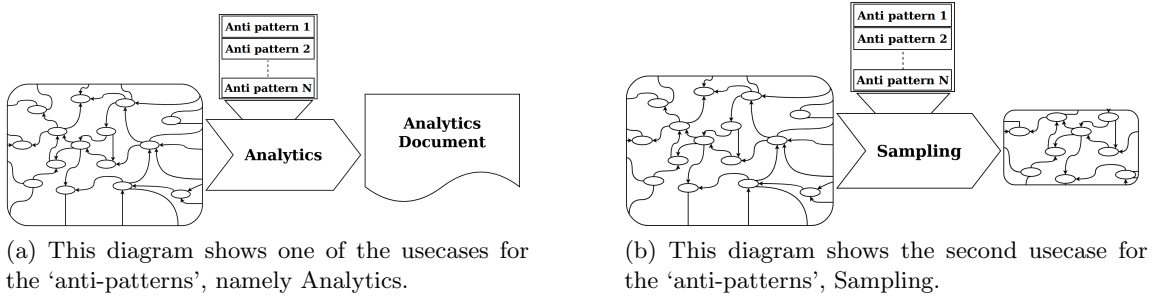 Anti pattern 1
Anti pattern 2
Anti pattern N
Analytics
Analytics
Document
(a) This diagram shows one of the usecases for
the ‘anti-patterns’, namely Analytics.
Anti pattern 1
Anti pattern 2
Anti pattern N
Sampling
(b) This diagram shows the second usecase for
the ‘anti-patterns’, Sampling.